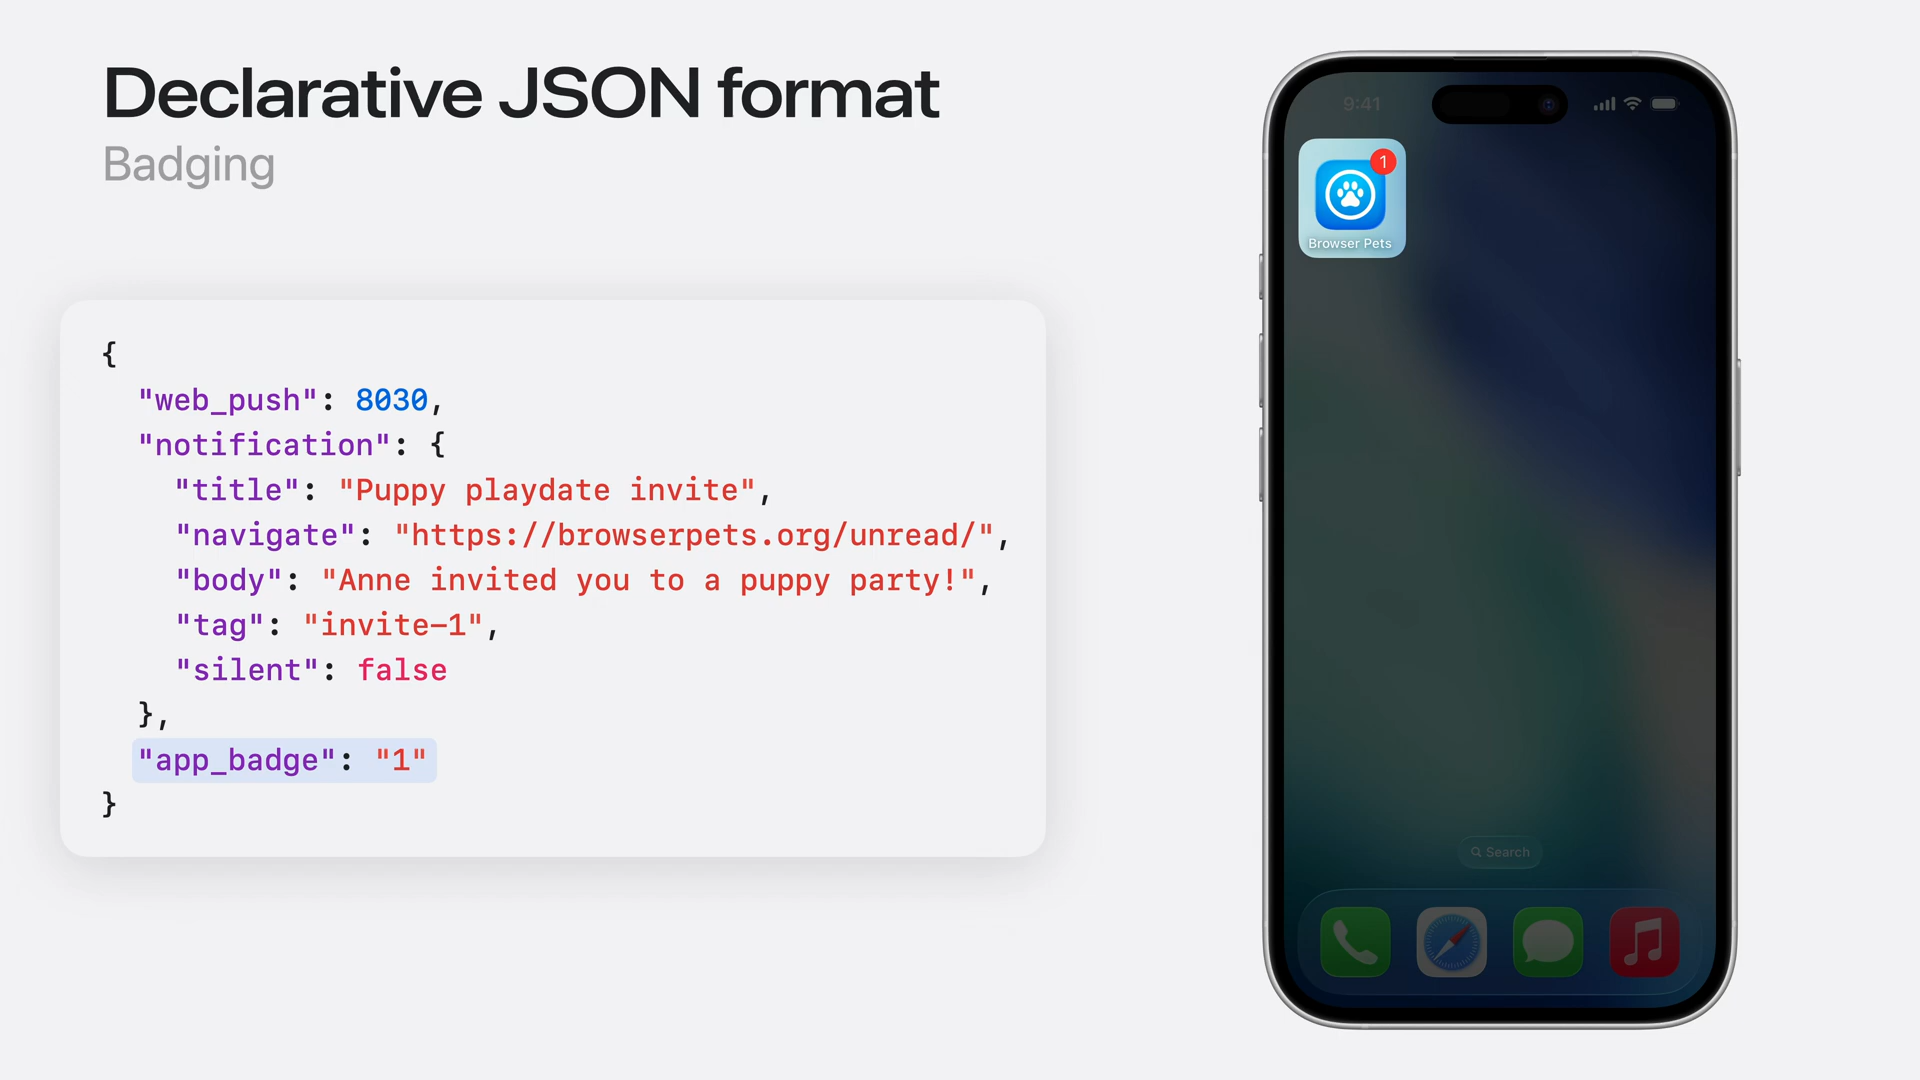 Declarative JSON format
Badging
{
"web_push": 8030,
"notification": {
"title": "Puppy playdate invite",
"navigate": "https://browserpets.org/unread/",
"body": "Anne invited you to a puppy party!",
"tag": "invite-1",
"silent": false
},
"app_badge": "1"
}
9:41
1
Browser Pets
Search